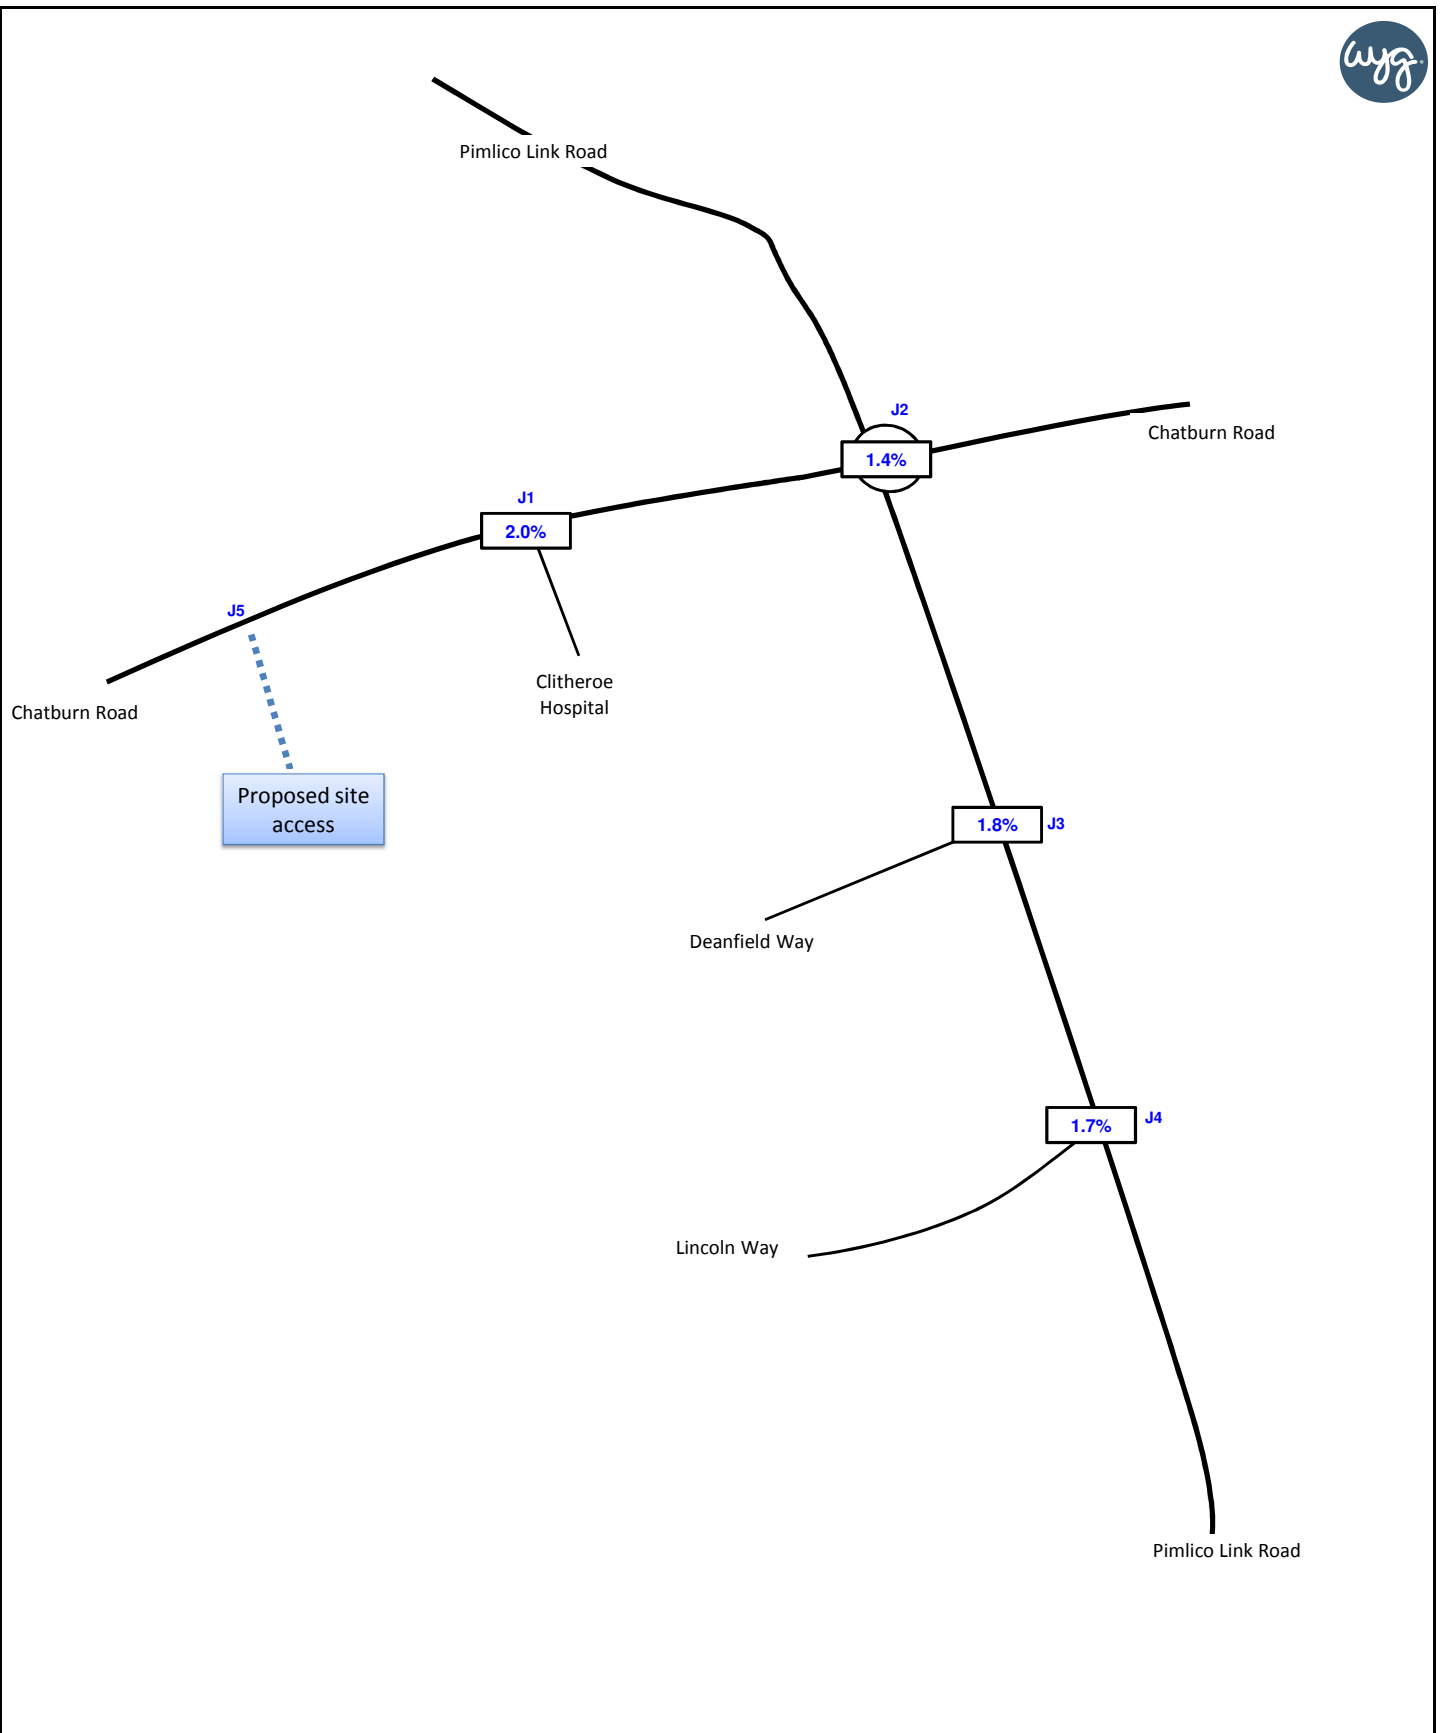 wyg.
Pimlico Link Road
J2
Chatburn Road
1.4%
J1
2.0%
J5
Clitheroe
Hospital
Chatburn Road
Proposed site
access
1.8%
J3
Deanfield Way
1.7%
J4
Lincoln Way
Pimlico Link Road